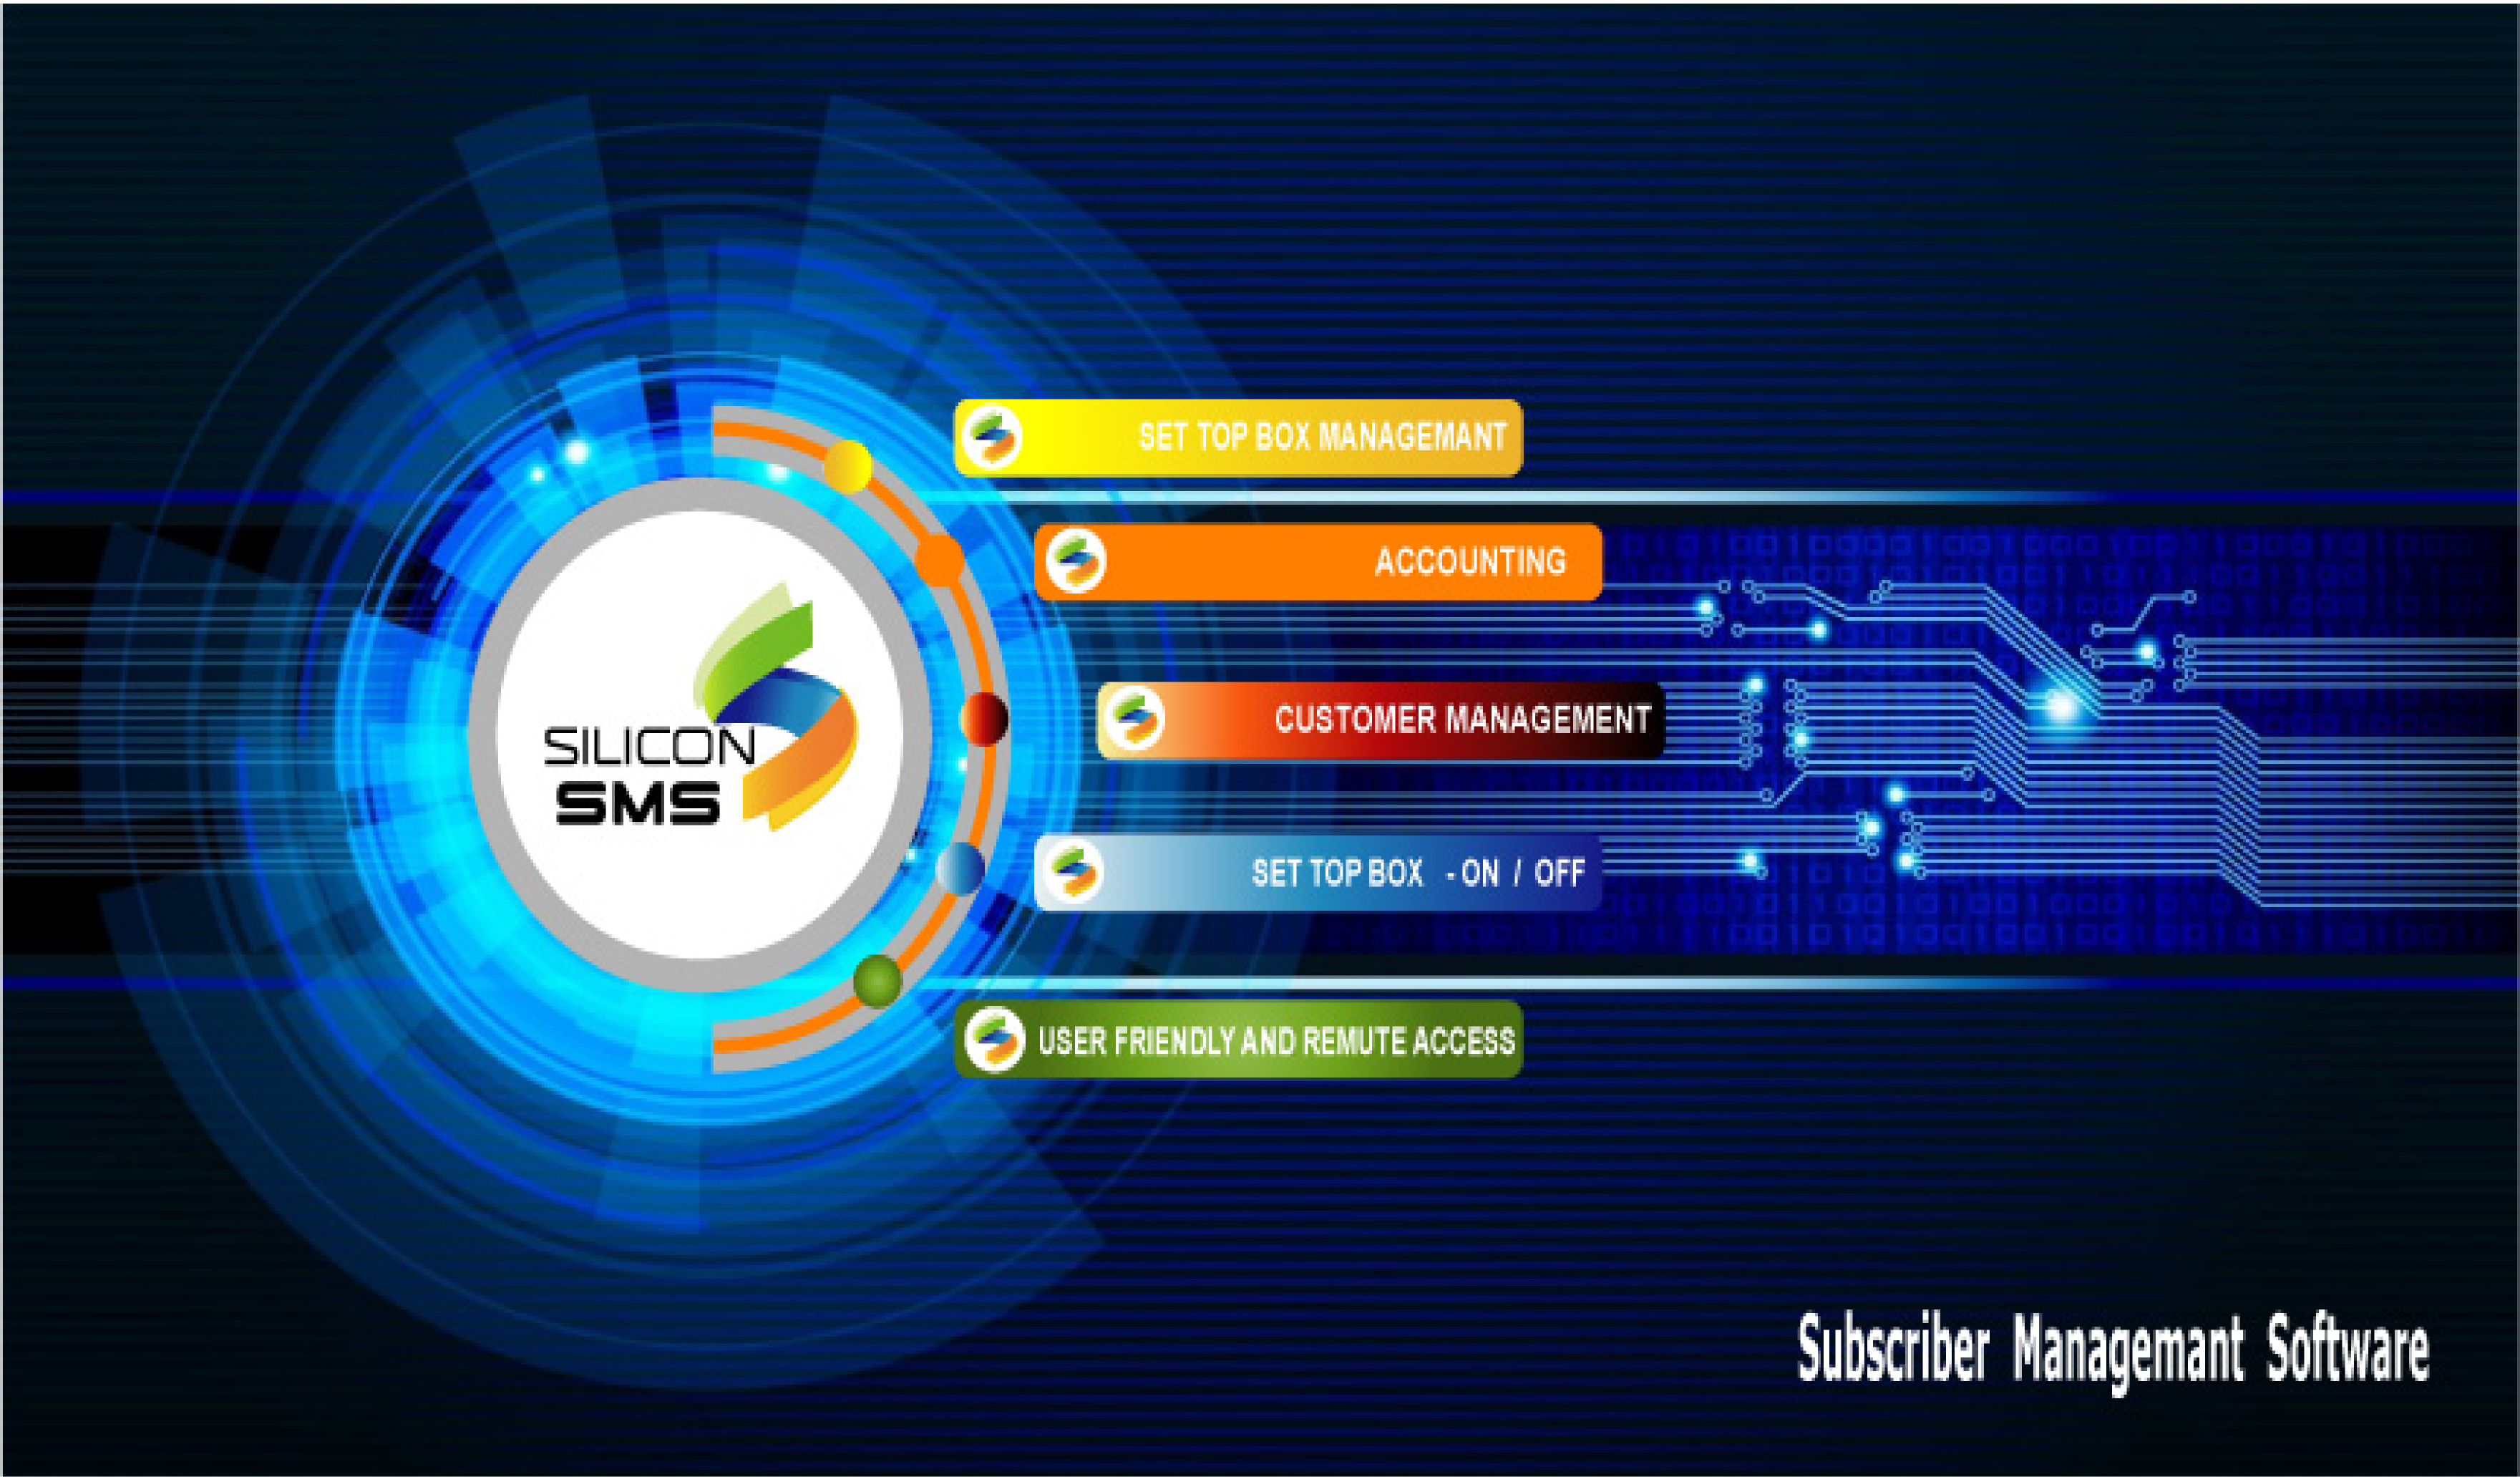 SET TOP BOX MANAGEMANT
ACCOUNTING
CUSTOMER MANAGEMENT
SILICON
SMS
SET TOP BOX - ON / OFF
USER FRIENDLY AND REMUTE ACCESS
Subscriber Managemant Software